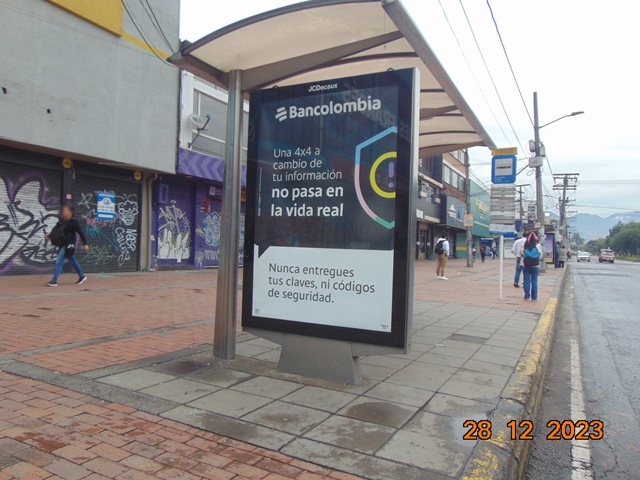 JCDecaux
Bancolombia
Una 4x4 a
cambio de
tu información
no pasa en
la vida real
Nunca entregues
tus claves, ni códigos
de seguridad.
28 12 2023